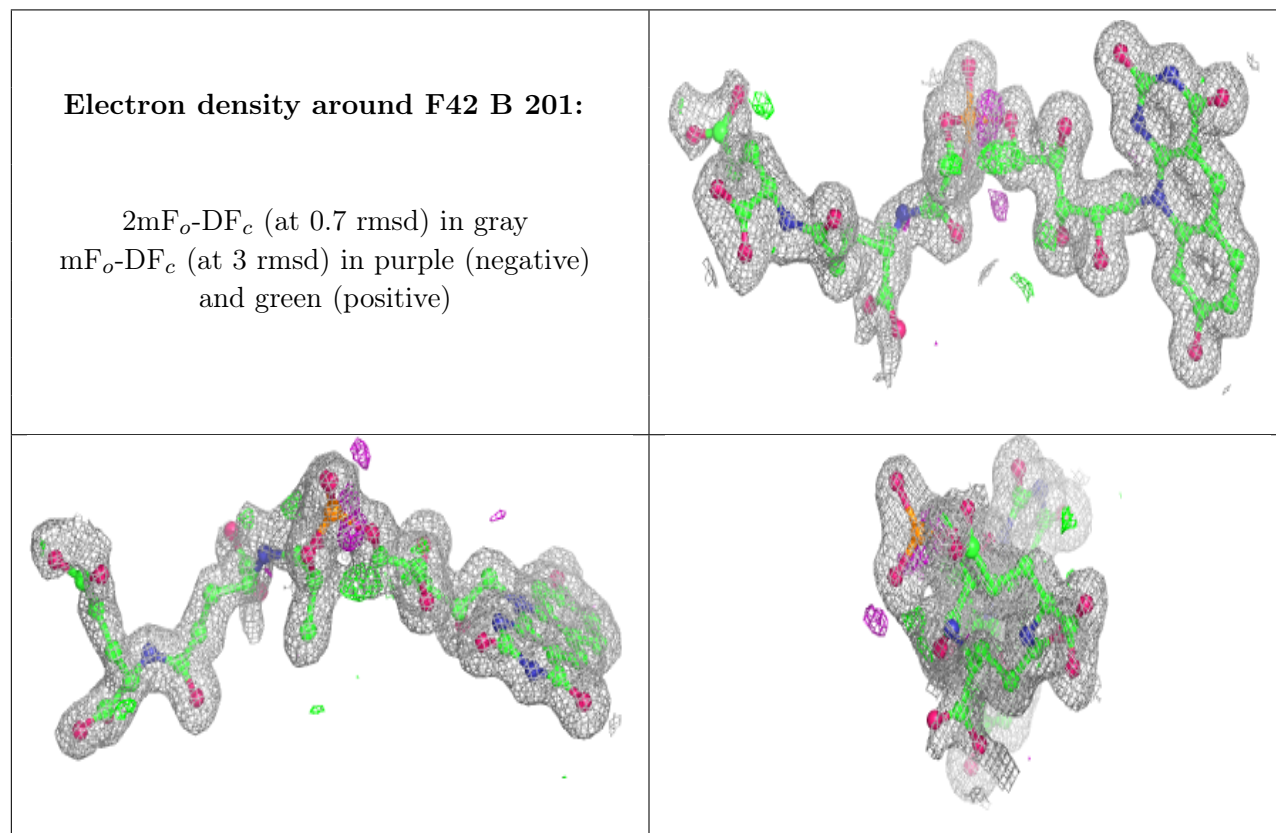 Electron density around F42 B 201:
2mFo-DFc (at 0.7 rmsd) in gray
mFo-DFc (at 3 rmsd) in purple (negative)
and green (positive)